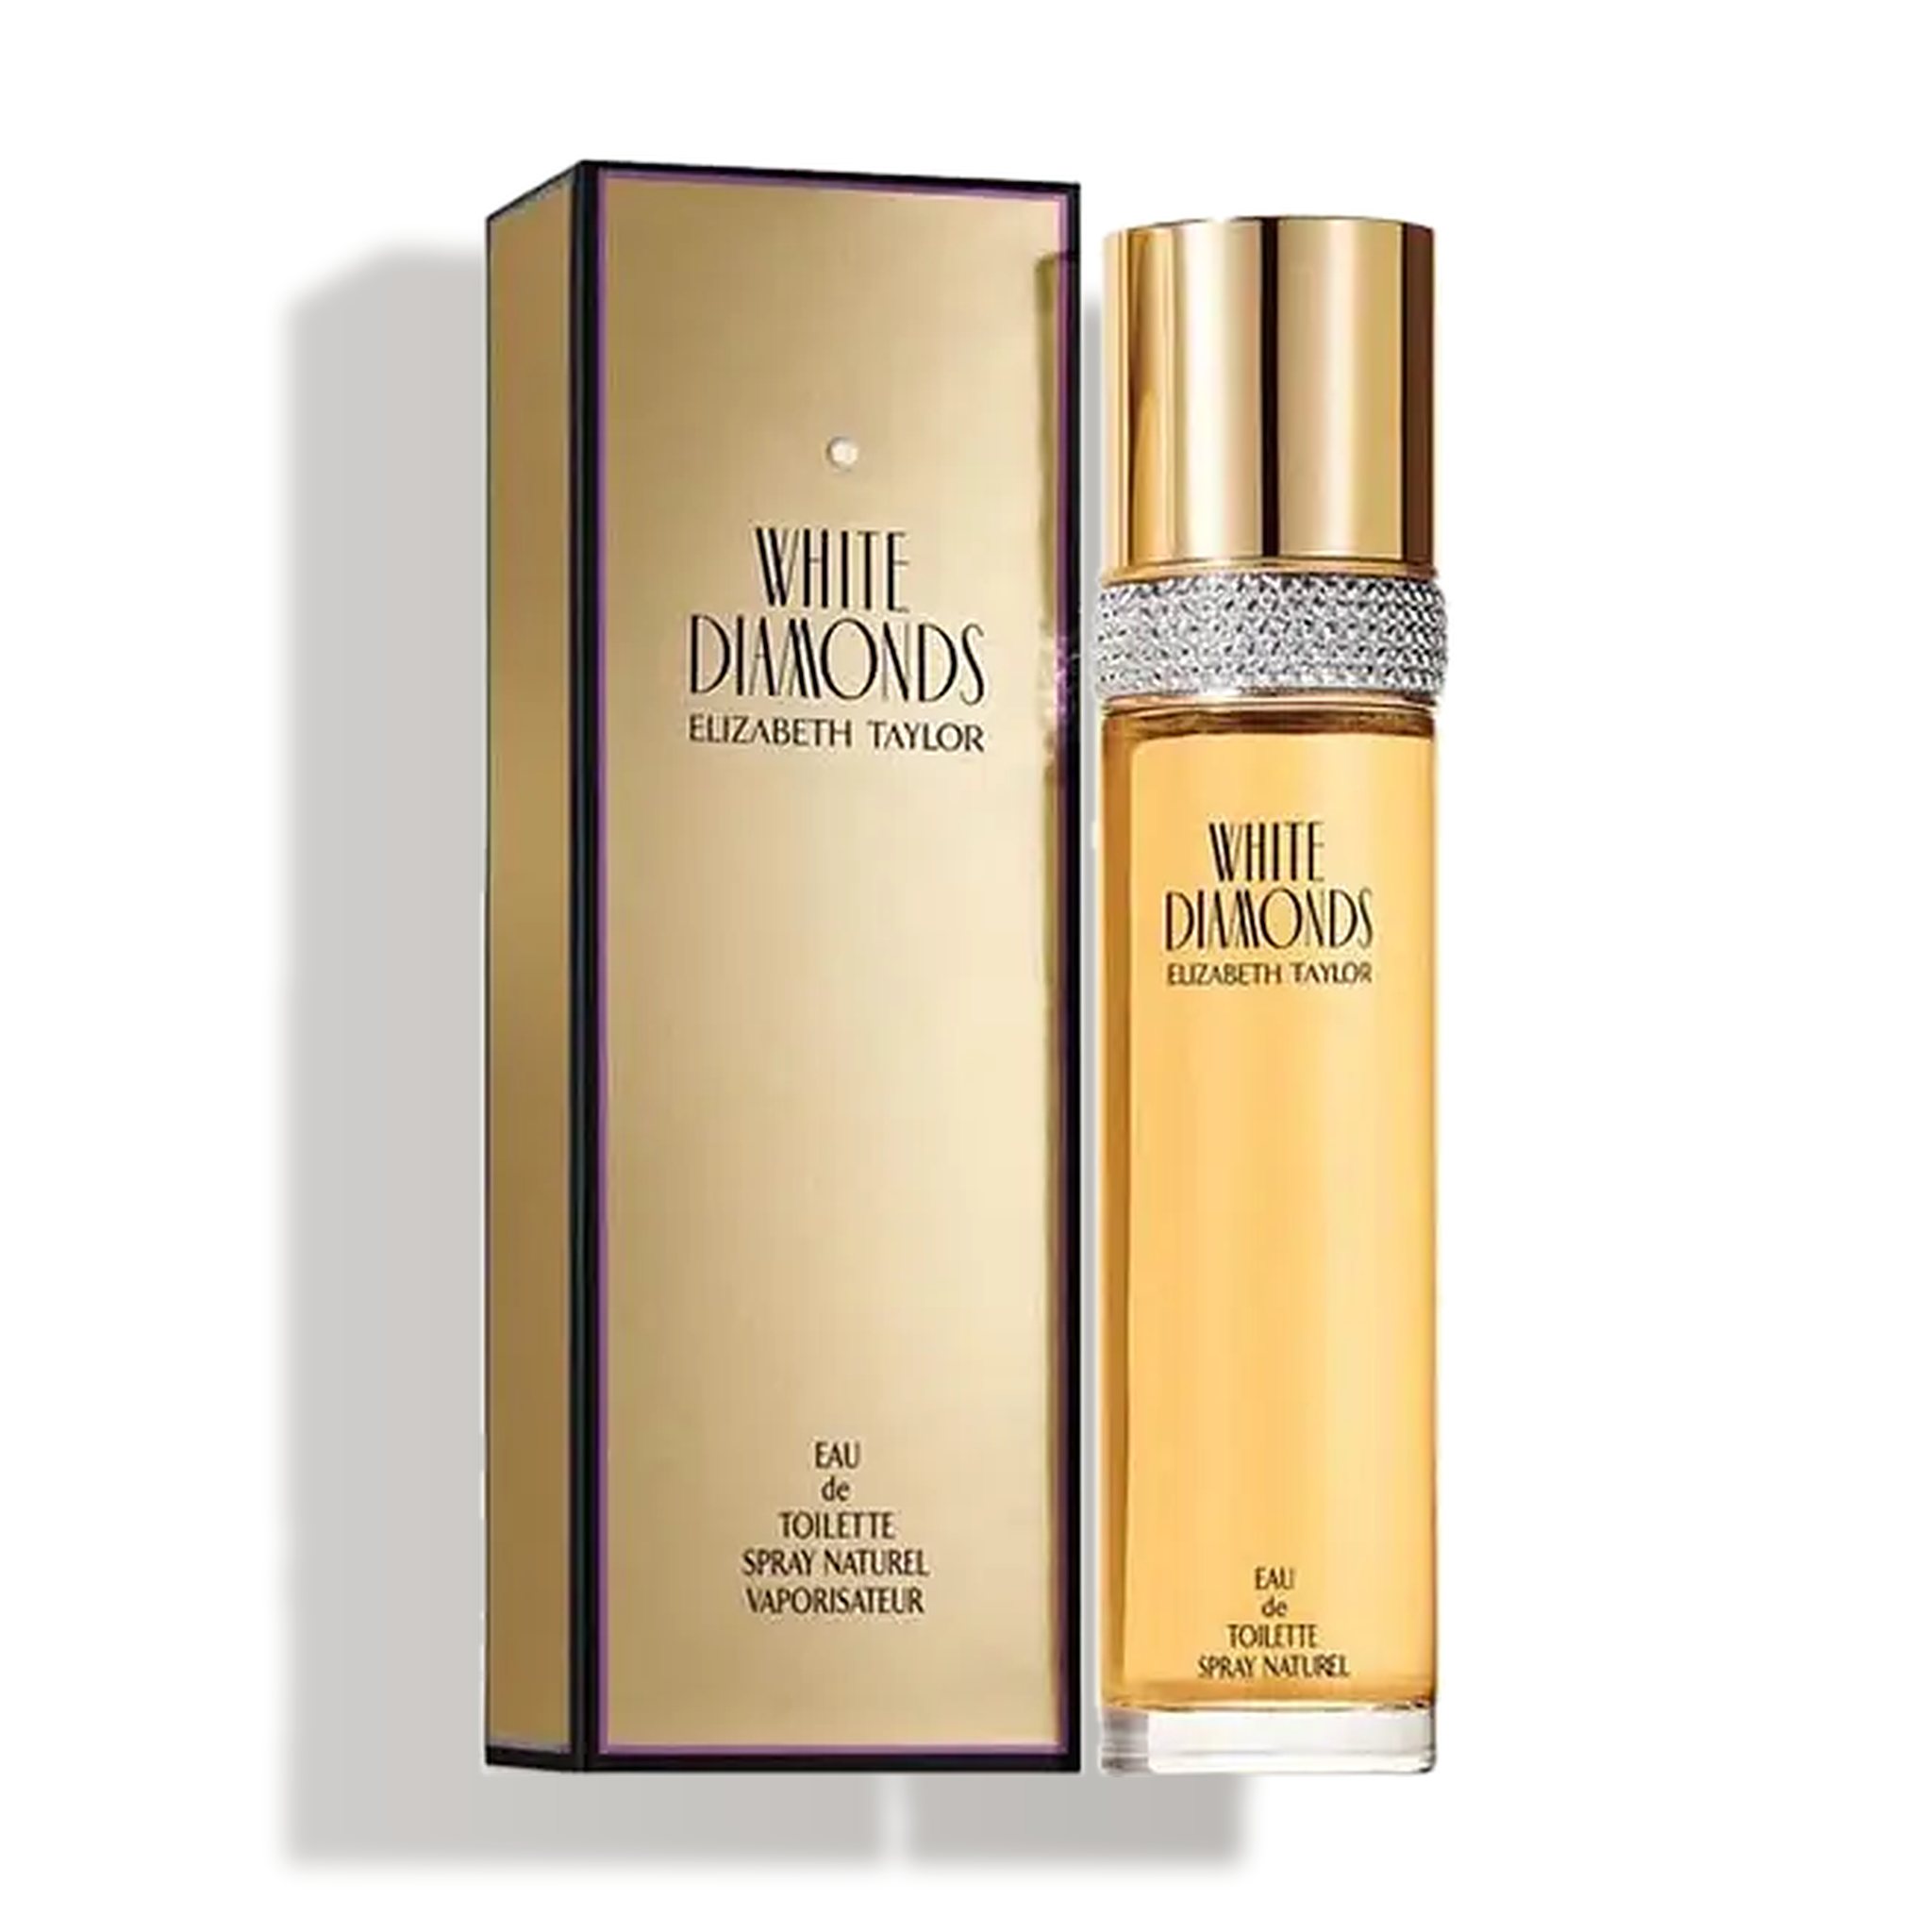 WHITE
DIAMONDS
ELIZABETH TAYLOR
EAU
de
TOILETTE
SPRAY NATUREL
VAPORISATEUR
WHITE
DIAMONDS
ELIZABETH TAYLOR
EAU
de
TOILETTE
SPRAY NATUREL